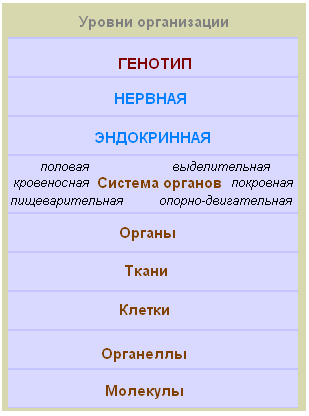 Уровни организации
ГЕНОТИП
НЕРВНАЯ
ЭНДОКРИННАЯ
половая выделительная
кровеносная Система органов покровная
пищеварительная опорно-двигательная
Органы
Ткани
Клетки
Органеллы
Молекулы